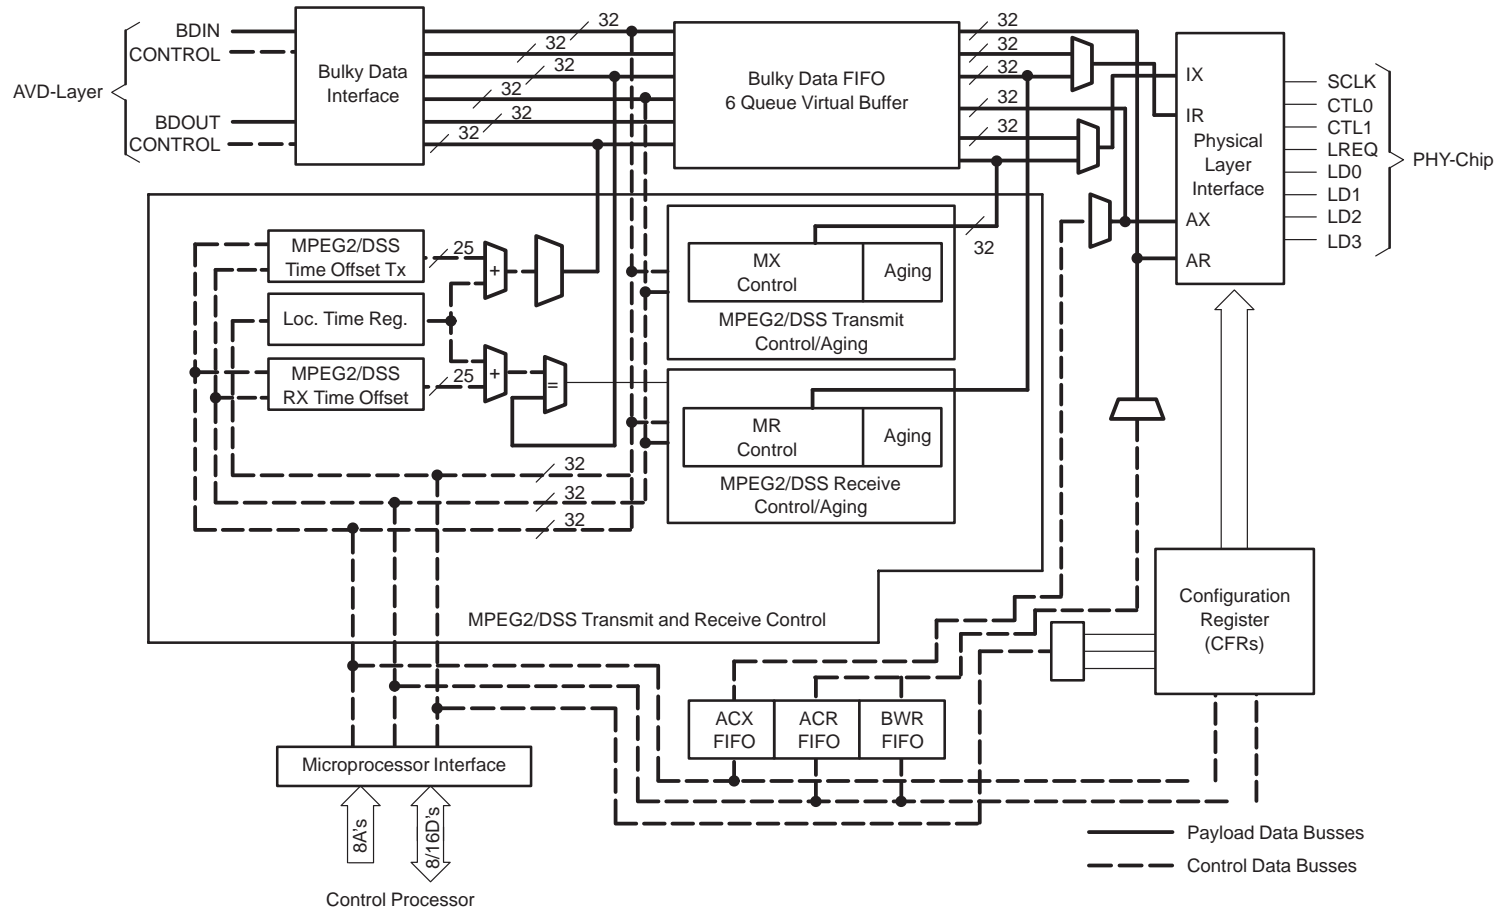 AVD-Layer
BDIN
CONTROL
BDOUT
CONTROL
Bulky Data
Interface
32
32
32
32
32
32
Bulky Data FIFO
6 Queue Virtual Buffer
32
32
32
32
32
IX
IR
Physical
Layer
Interface
AX
AR
SCLK
CTL0
CTL1
LREQ
LD0
LD1
LD2
LD3
PHY-Chip
MPEG2/DSS
Time Offset Tx
25
+
Loc. Time Reg.
MPEG2/DSS
RX Time Offset
25
+
=
MX
Control
Aging
MPEG2/DSS Transmit
Control/Aging
32
MR
Control
Aging
MPEG2/DSS Receive
Control/Aging
32
32
32
MPEG2/DSS Transmit and Receive Control
Configuration
Register
(CFRs)
ACX
FIFO
ACR
FIFO
BWR
FIFO
Microprocessor Interface
8A's
8/16D's
Control Processor
Payload Data Busses
Control Data Busses